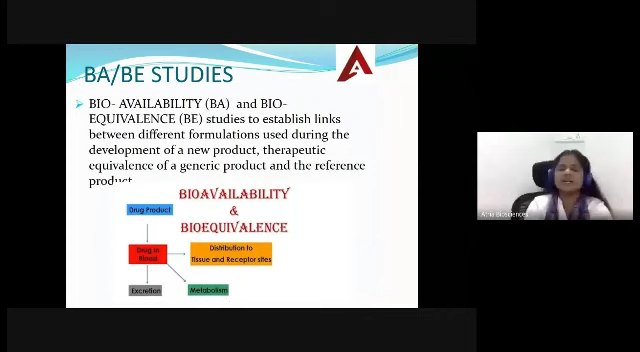 BA/BE STUDIES
BIO- AVAILABILITY (BA) and BIO-
EQUIVALENCE (BE) studies to establish links
between different formulations used during the
development of a new product, therapeutic
equivalence of a generic product and the reference
product.
BIOAVAILABILITY
&
BIOEQUIVALENCE
Drug Product
Drug in
Blood
Distribution to
Tissue and Receptor sites
Excretion
Metabolism
Atria Biosciences